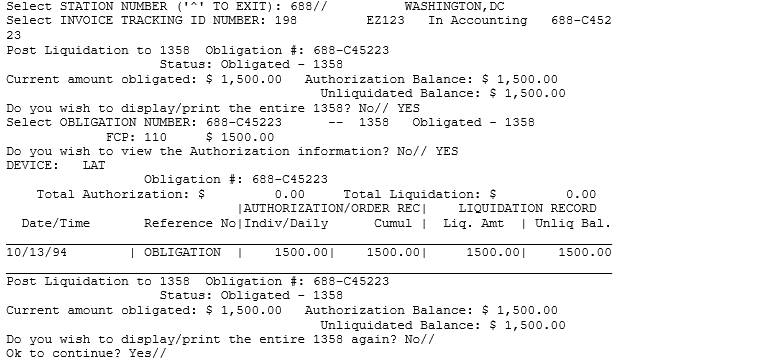 Select STATION NUMBER ('^' TO EXIT): 688//          WASHINGTON,DC
Select INVOICE TRACKING ID NUMBER: 198         EZ123   In Accounting   688-C452
23
Post Liquidation to 1358  Obligation #: 688-C45223
Status: Obligated - 1358
Current amount obligated: $ 1,500.00   Authorization Balance: $ 1,500.00
Unliquidated Balance: $ 1,500.00
Do you wish to display/print the entire 1358? No// YES
Select OBLIGATION NUMBER: 688-C45223      --  1358   Obligated - 1358
FCP: 110     $ 1500.00
Do you wish to view the Authorization information? No// YES
DEVICE:   LAT
Obligation #: 688-C45223
Total Authorization: $         0.00     Total Liquidation: $         0.00
|AUTHORIZATION/ORDER REC|    LIQUIDATION RECORD
Date/Time       Reference No|Indiv/Daily      Cumul |  Liq. Amt  | Unliq Bal.
10/13/94        | OBLIGATION  |    1500.00|    1500.00|     1500.00|    1500.00
Post Liquidation to 1358  Obligation #: 688-C45223
Status: Obligated - 1358
Current amount obligated: $ 1,500.00   Authorization Balance: $ 1,500.00
Unliquidated Balance: $ 1,500.00
Do you wish to display/print the entire 1358 again? No//
Ok to continue? Yes//